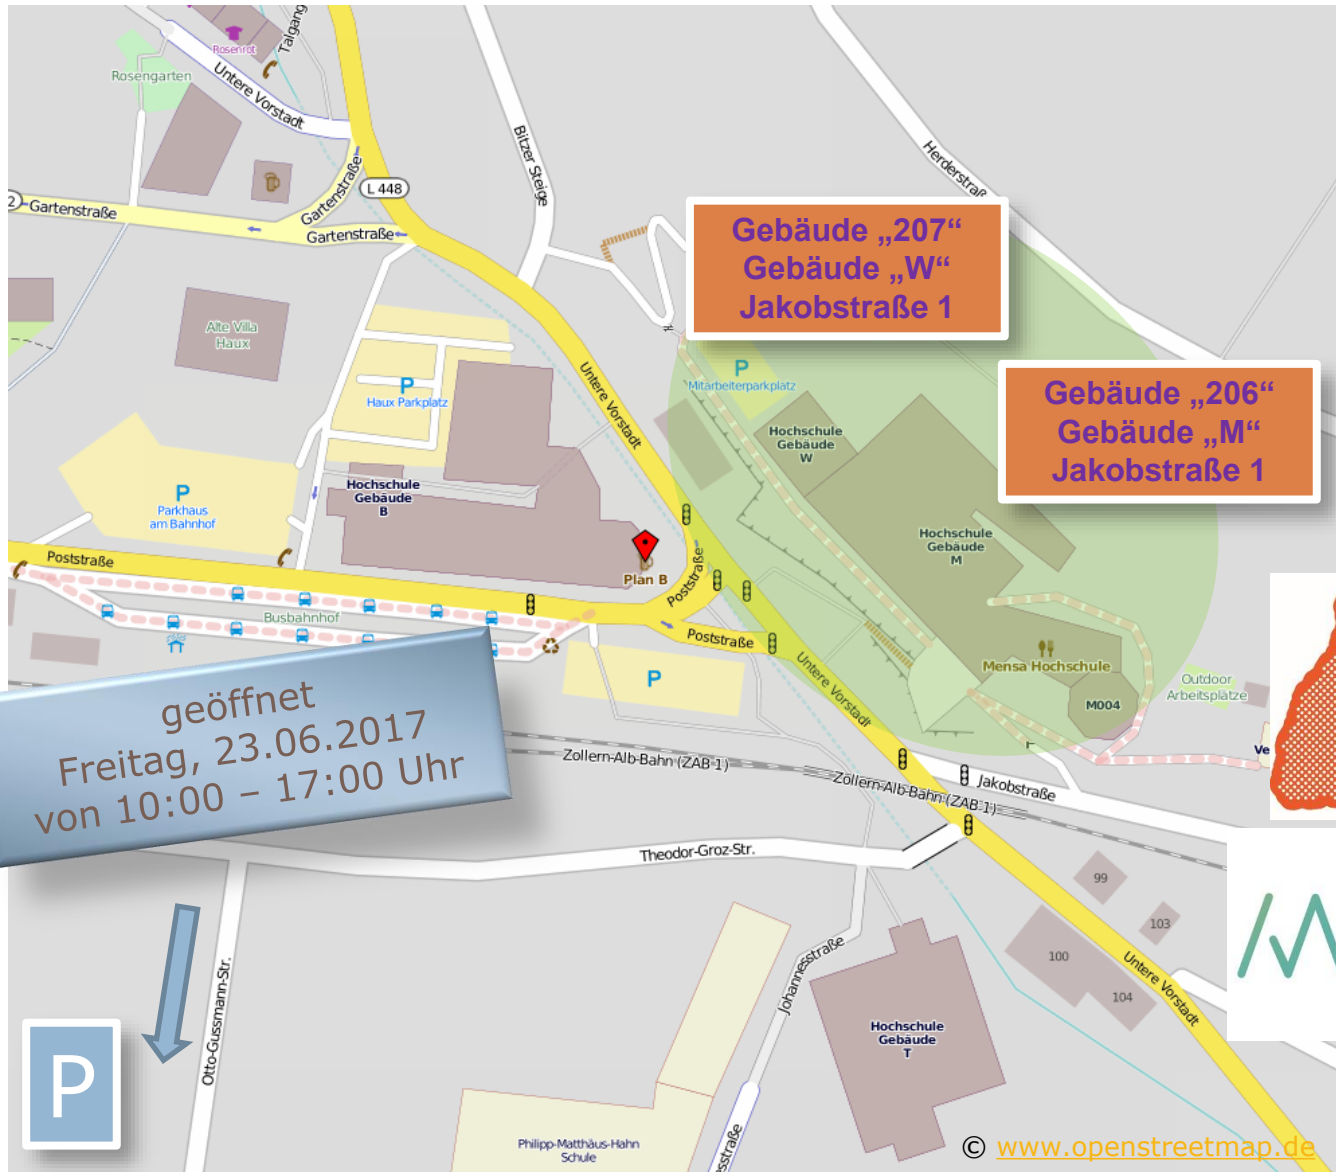 Rosenrot
Talgang
Rosengarten
Untere Vorstadt
Bitzer Steige
Herderstraß
L 448
Gartenstraße
2
Gartenstraße
Gartenstraße
Gebäude „207“
Gebäude „W“
Jakobstraße 1
Alte Villa
Haux
P
Haux Parkplatz
Untere Vorstadt
P
Mitarbeiterparkplatz
Gebäude „206“
Gebäude „M“
Jakobstraße 1
Hochschule
Gebäude
W
Hochschule
Gebäude
B
P
Parkhaus
am Bahnhof
Hochschule
Gebäude
M
Poststraße
Plan B
Poststraße
Busbahnhof
Poststraße
Mensa Hochschule
Untere Vorstadt
P
Outdoor
Arbeitsplätze
M004
geöffnet
Freitag, 23.06.2017
von 10:00 – 17:00 Uhr
Ve
Zollern-Alb-Bahn (ZAB 1)
Zollern-Alb-Bahn (ZAB 1)
Jakobstraße
Theodor-Groz-Str.
99
103
100
104
Johannesstraße
Untere Vorstadt
Otto-Gussmann-Str.
Hochschule
Gebäude
T
P
Philipp-Matthäus-Hahn
Schule
sstraße
© www.openstreetmap.de